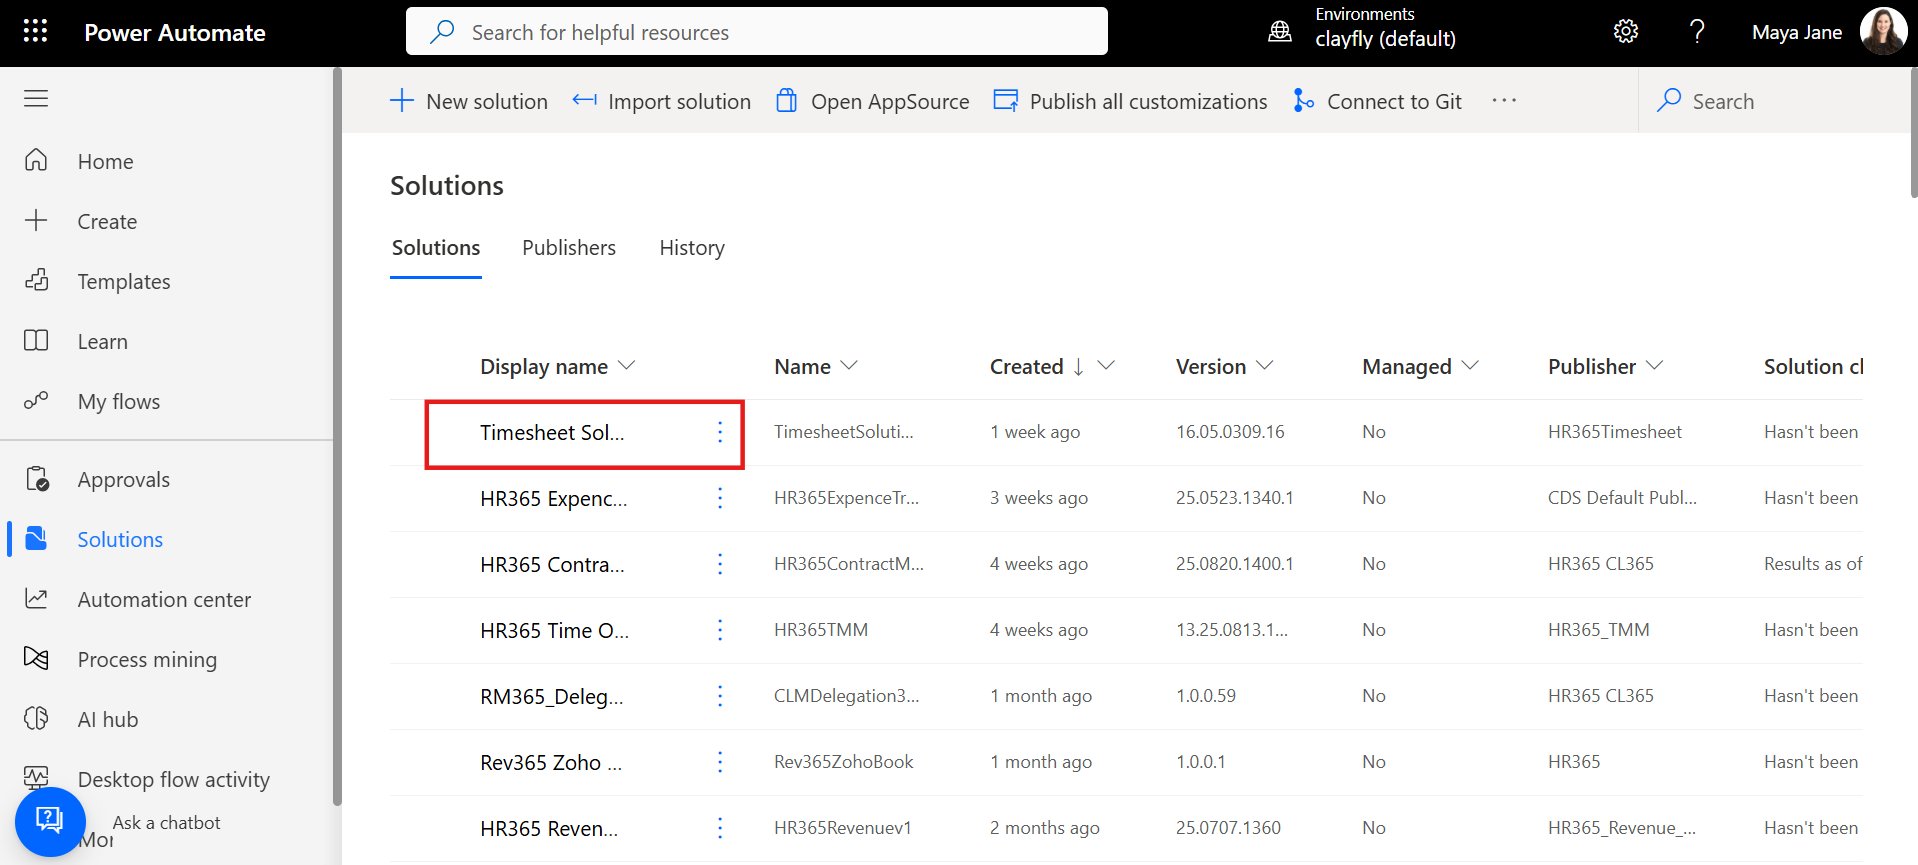 Power Automate
Search for helpful resources
Environments
clayfly (default)
Maya Jane
New solution
Import solution
Open AppSource
Publish all customizations
Connect to Git
Search
Home
Create
Templates
Learn
My flows
Approvals
Solutions
Automation center
Process mining
AI hub
Desktop flow activity
Ask a chatbot
Mor
Solutions
Solutions Publishers History
Display name Name Created Version Managed Publisher Solution cl
Timesheet Sol... TimesheetSoluti... 1 week ago 16.05.0309.16 No HR365Timesheet Hasn't been
HR365 Expenc... HR365ExpenceTr... 3 weeks ago 25.0523.1340.1 No CDS Default Publ... Hasn't been
HR365 Contra... HR365ContractM... 4 weeks ago 25.0820.1400.1 No HR365 CL365 Results as of
HR365 Time O... HR365TMM 4 weeks ago 13.25.0813.1... No HR365_TMM Hasn't been
RM365_Deleg... CLMDelegation3... 1 month ago 1.0.0.59 No HR365 CL365 Hasn't been
Rev365 Zoho ... Rev365ZohoBook 1 month ago 1.0.0.1 No HR365 Hasn't been
HR365 Reven... HR365Revenuev1 2 months ago 25.0707.1360 No HR365_Revenue_... Hasn't been